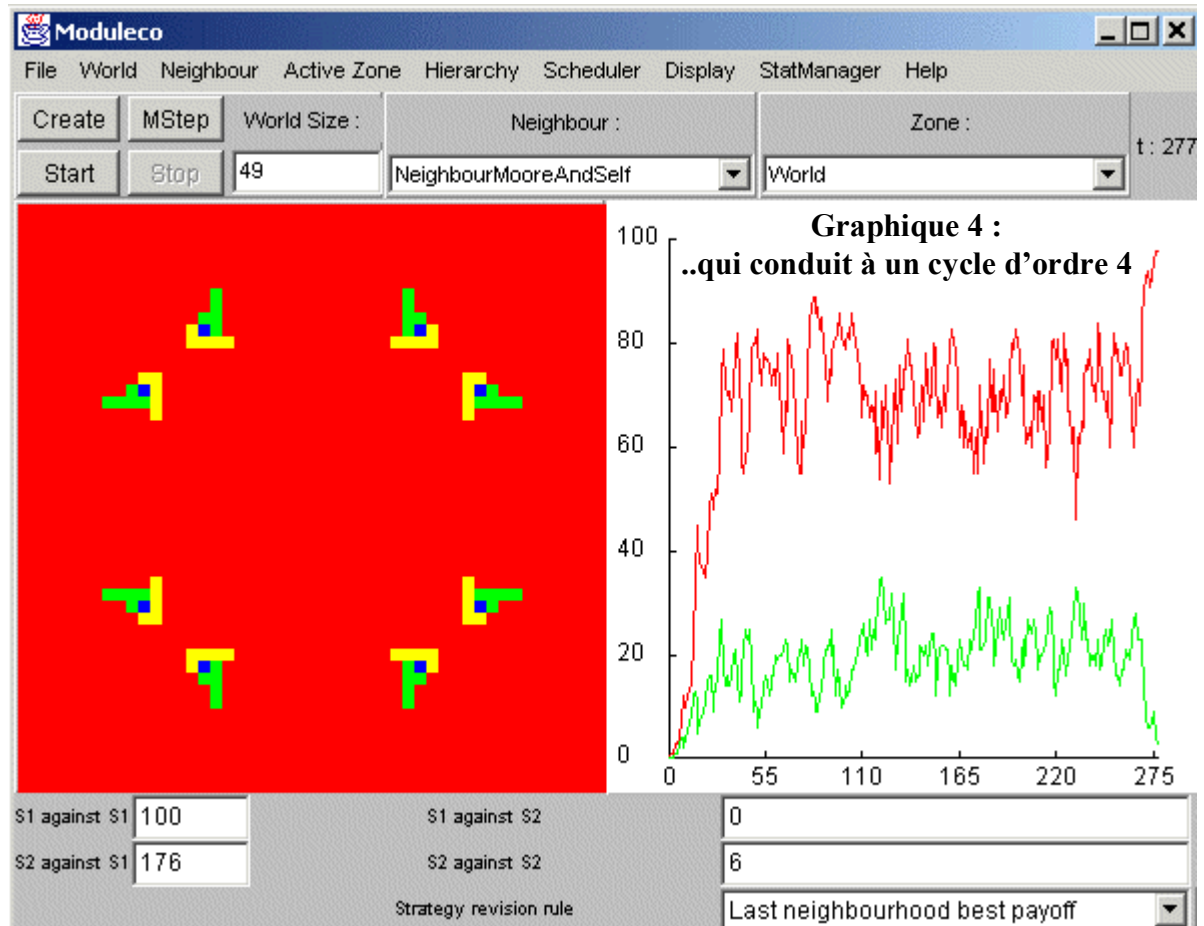 Moduleco
File World Neighbour Active Zone Hierarchy Scheduler Display StatManager Help
Create MStep World Size : Neighbour : Zone :
t : 277
Start Stop 49 NeighbourMooreAndSelf World
Graphique 4 :
..qui conduit à un cycle d'ordre 4
100
80
60
40
20
0
0 55 110 165 220 275
S1 against S1 100 S1 against S2 0
S2 against S1 176 S2 against S2 6
Strategy revision rule Last neighbourhood best payoff